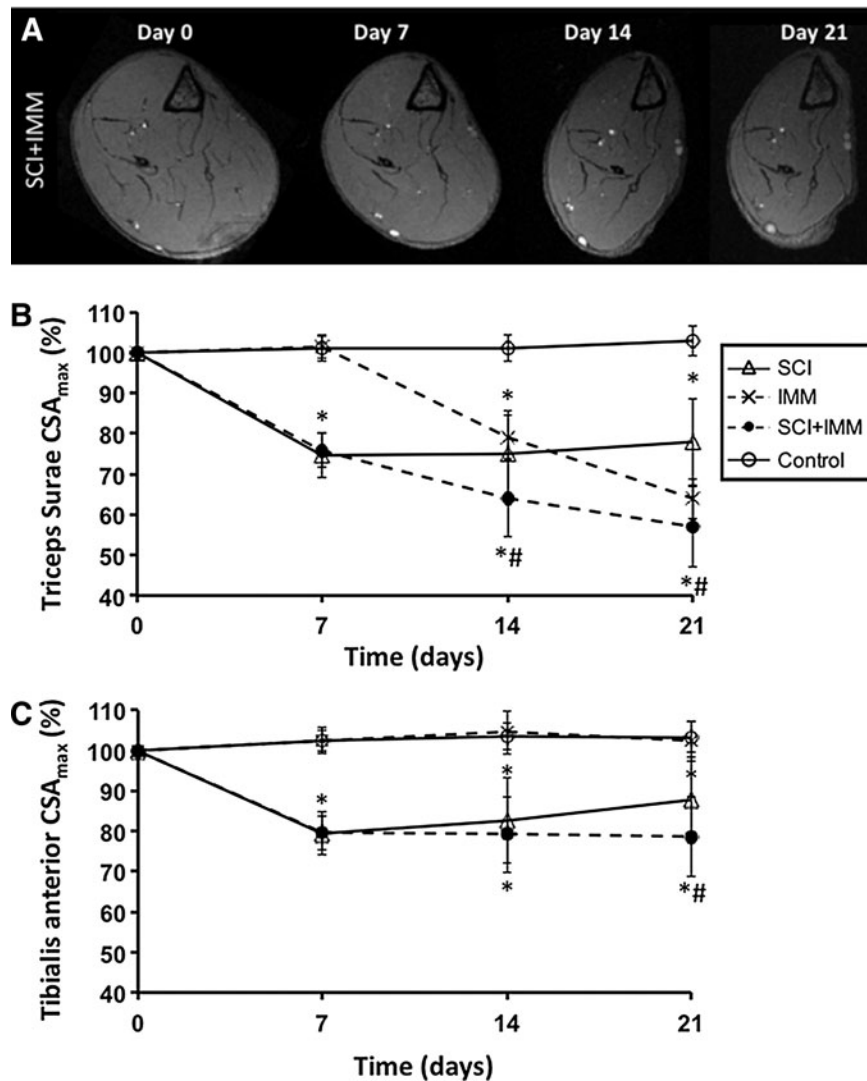 A
Day 0 Day 7 Day 14 Day 21
SCI+IMM
B
Triceps Surae CSAmax (%)
110
100
90
80
70
60
50
40
* * *
*# *#
0 7 14 21
Time (days)
SCI
IMM
SCI+IMM
Control
C
Tibialis anterior CSAmax (%)
110
100
90
80
70
60
50
40
* * *
* *#
0 7 14 21
Time (days)